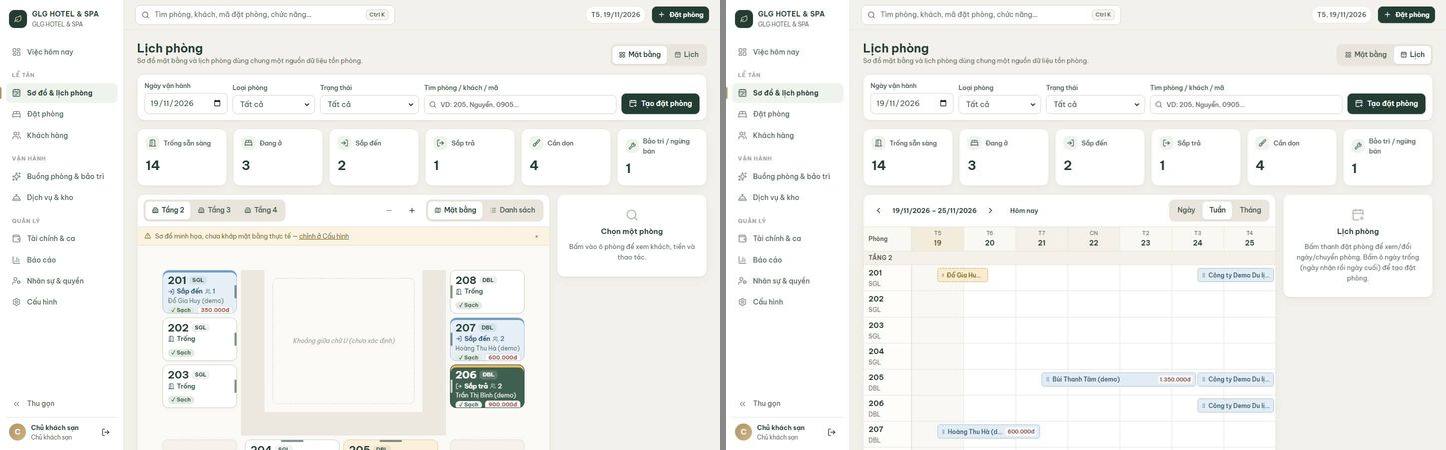 GLG HOTEL & SPA
GLG HOTEL & SPA
Việc hôm nay
LỄ TÂN
Sơ đồ & lịch phòng
Đặt phòng
Khách hàng
VẬN HÀNH
Buồng phòng & bảo trì
Dịch vụ & kho
QUẢN LÝ
Tài chính & ca
Báo cáo
Nhân sự & quyền
Cấu hình
Thu gọn
C
Chủ khách sạn
Chủ khách sạn
Tìm phòng, khách, mã đặt phòng, chức năng...
Ctrl K
T5, 19/11/2026
+ Đặt phòng
Lịch phòng
Sơ đồ mặt bằng và lịch phòng dùng chung một nguồn dữ liệu tồn phòng.
Mặt bằng
Lịch
Ngày vận hành
19/11/2026
Loại phòng
Tất cả
Trạng thái
Tất cả
Tìm phòng / khách / mã
VD: 205, Nguyễn, 0905...
Tạo đặt phòng
Trống sẵn sàng
14
Đang ở
3
Sắp đến
2
Sắp trả
1
Cần dọn
4
Bảo trì / ngừng bán
1
Tầng 2
Tầng 3
Tầng 4
− +
Mặt bằng
Danh sách
Sơ đồ minh họa, chưa khớp mặt bằng thực tế — chỉnh ở Cấu hình
×
201 SGL
Sắp đến 1
Đỗ Gia Huy (demo)
✓ Sạch 350.000đ
202 SGL
Trống
✓ Sạch
203 SGL
Trống
✓ Sạch
Khoảng giữa chữ U (chưa xác định)
208 DBL
Trống
✓ Sạch
207 DBL
Sắp đến 2
Hoàng Thu Hà (demo)
✓ Sạch 600.000đ
206 DBL
Sắp trả 2
Trần Thị Bình (demo)
✓ Sạch 900.000đ
204 SGL
205 DBL
Chọn một phòng
Bấm vào ô phòng để xem khách, tiền và
thao tác.
GLG HOTEL & SPA
GLG HOTEL & SPA
Việc hôm nay
LỄ TÂN
Sơ đồ & lịch phòng
Đặt phòng
Khách hàng
VẬN HÀNH
Buồng phòng & bảo trì
Dịch vụ & kho
QUẢN LÝ
Tài chính & ca
Báo cáo
Nhân sự & quyền
Cấu hình
Thu gọn
C
Chủ khách sạn
Chủ khách sạn
Tìm phòng, khách, mã đặt phòng, chức năng...
Ctrl K
T5, 19/11/2026
+ Đặt phòng
Lịch phòng
Sơ đồ mặt bằng và lịch phòng dùng chung một nguồn dữ liệu tồn phòng.
Mặt bằng
Lịch
Ngày vận hành
19/11/2026
Loại phòng
Tất cả
Trạng thái
Tất cả
Tìm phòng / khách / mã
VD: 205, Nguyễn, 0905...
Tạo đặt phòng
Trống sẵn sàng
14
Đang ở
3
Sắp đến
2
Sắp trả
1
Cần dọn
4
Bảo trì / ngừng bán
1
19/11/2026 – 25/11/2026
Hôm nay
Ngày
Tuần
Tháng
Phòng
T5 19
T6 20
T7 21
CN 22
T2 23
T3 24
T4 25
TẦNG 2
201 SGL
Đỗ Gia Hu...
Công ty Demo Du lị...
202 SGL
203 SGL
204 SGL
205 DBL
Bùi Thanh Tâm (demo) 1.350.000đ
Công ty Demo Du lị...
206 DBL
Công ty Demo Du lị...
207 DBL
Hoàng Thu Hà (d... 600.000đ
Lịch phòng
Bấm thanh đặt phòng để xem/đổi
ngày/chuyển phòng. Bấm ô ngày trống
(ngày nhận rồi ngày cuối) để tạo đặt
phòng.